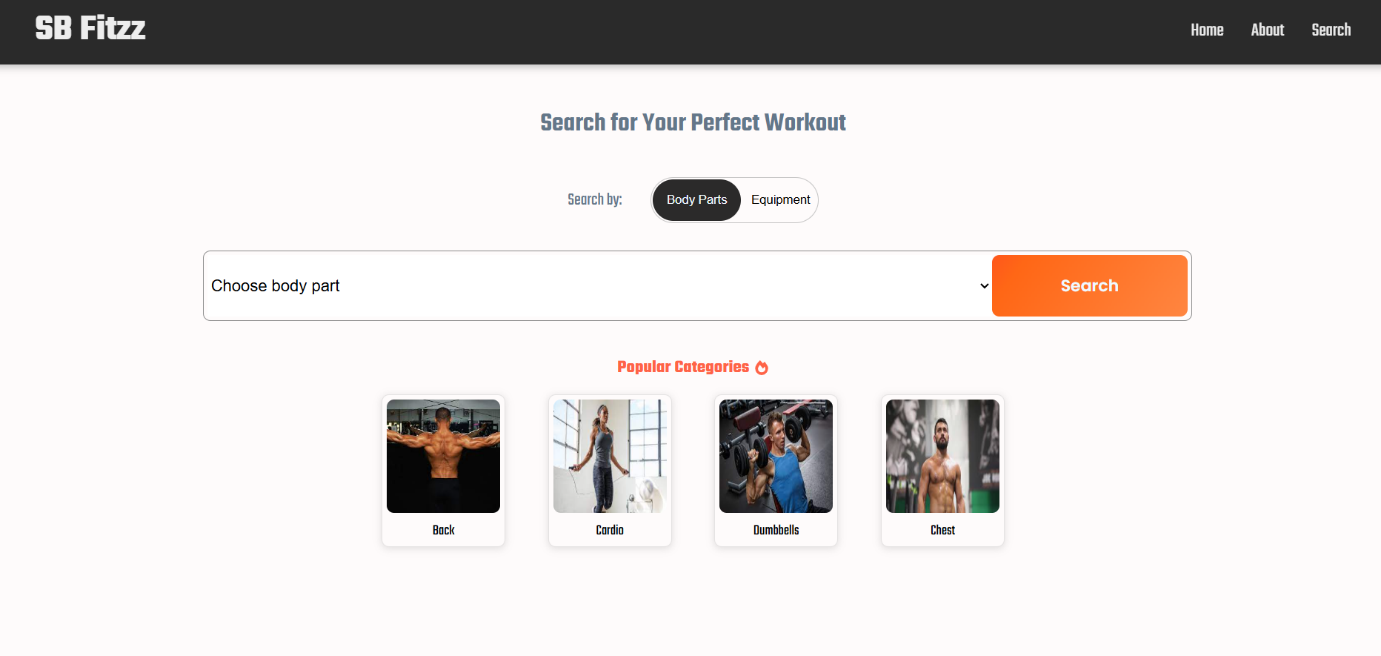 SB Fitzz
Home About Search
Search for Your Perfect Workout
Search by: Body Parts Equipment
Choose body part Search
Popular Categories
Back Cardio Dumbbells Chest